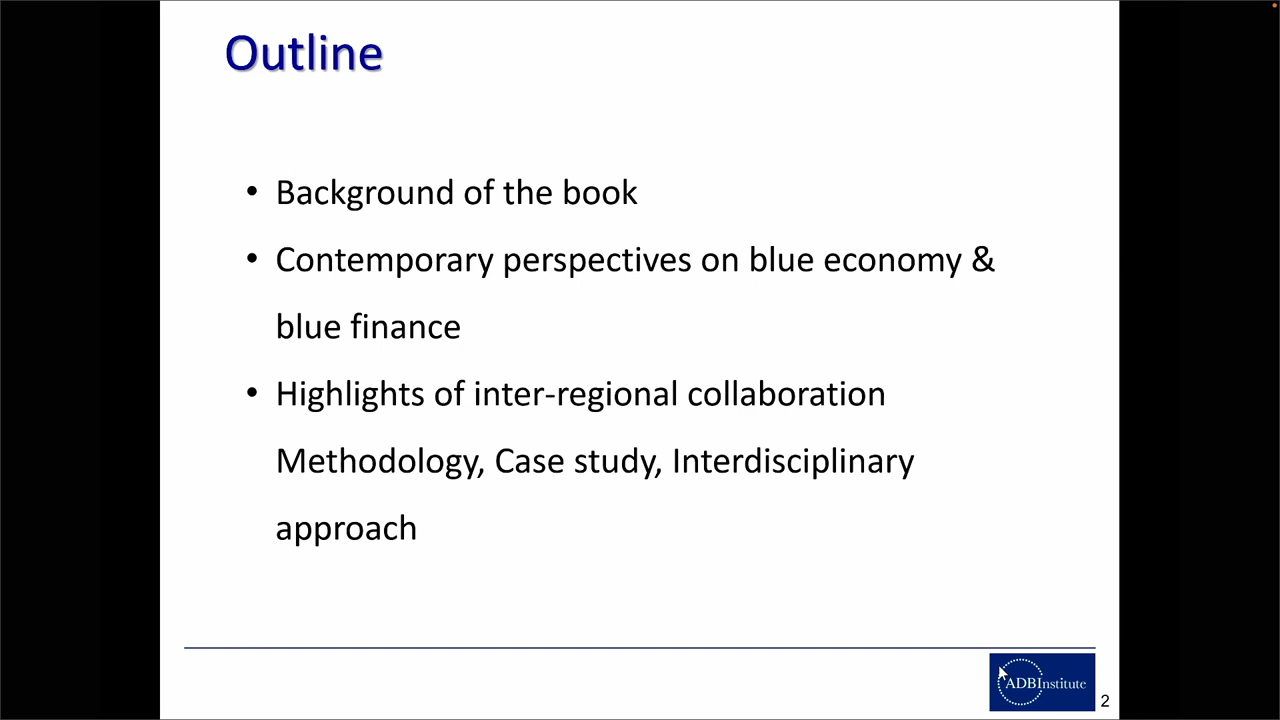 Outline
• Background of the book
• Contemporary perspectives on blue economy &
blue finance
• Highlights of inter-regional collaboration
Methodology, Case study, Interdisciplinary
approach
ADBInstitute
2